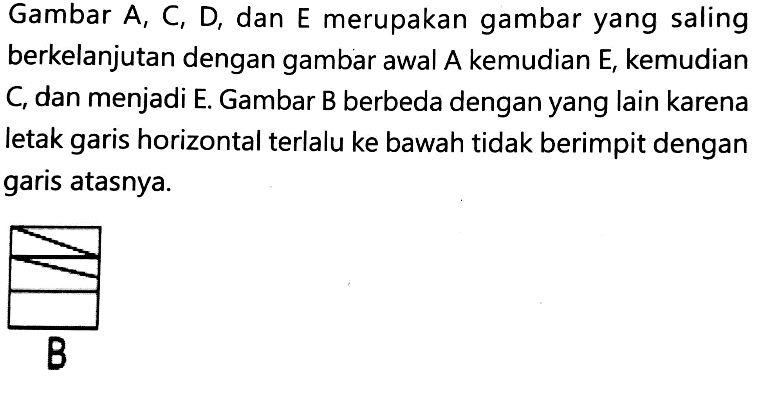 Gambar A, C, D, dan E merupakan gambar yang saling
berkelanjutan dengan gambar awal A kemudian E, kemudian
C, dan menjadi E. Gambar B berbeda dengan yang lain karena
letak garis horizontal terlalu ke bawah tidak berimpit dengan
garis atasnya.
B